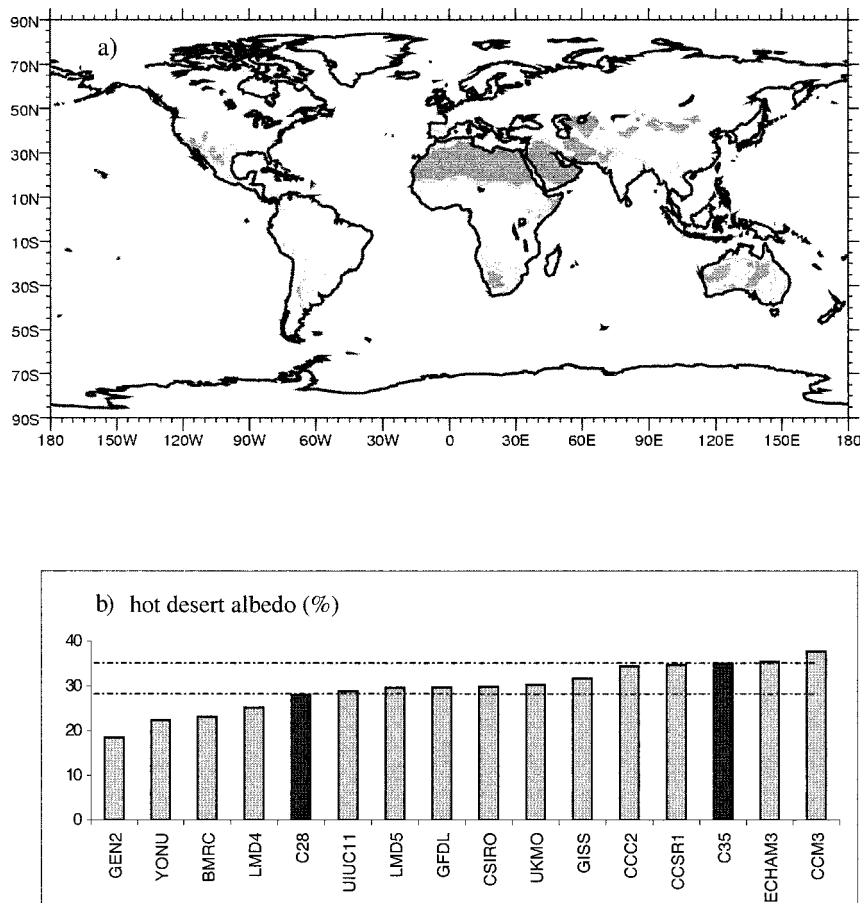 a)
90N
70N
50N
30N
10N
10S
30S
50S
70S
90S
180 150W 120W 90W 60W 30W 0 30E 60E 90E 120E 150E 180
b) hot desert albedo (%)
40
30
20
10
0
GEN2 YONU BMRC LMD4 C28 UIUC11 LMD5 GFDL CSIRO UKMO GISS CCC2 CCSR1 C35 ECHAM3 CCM3